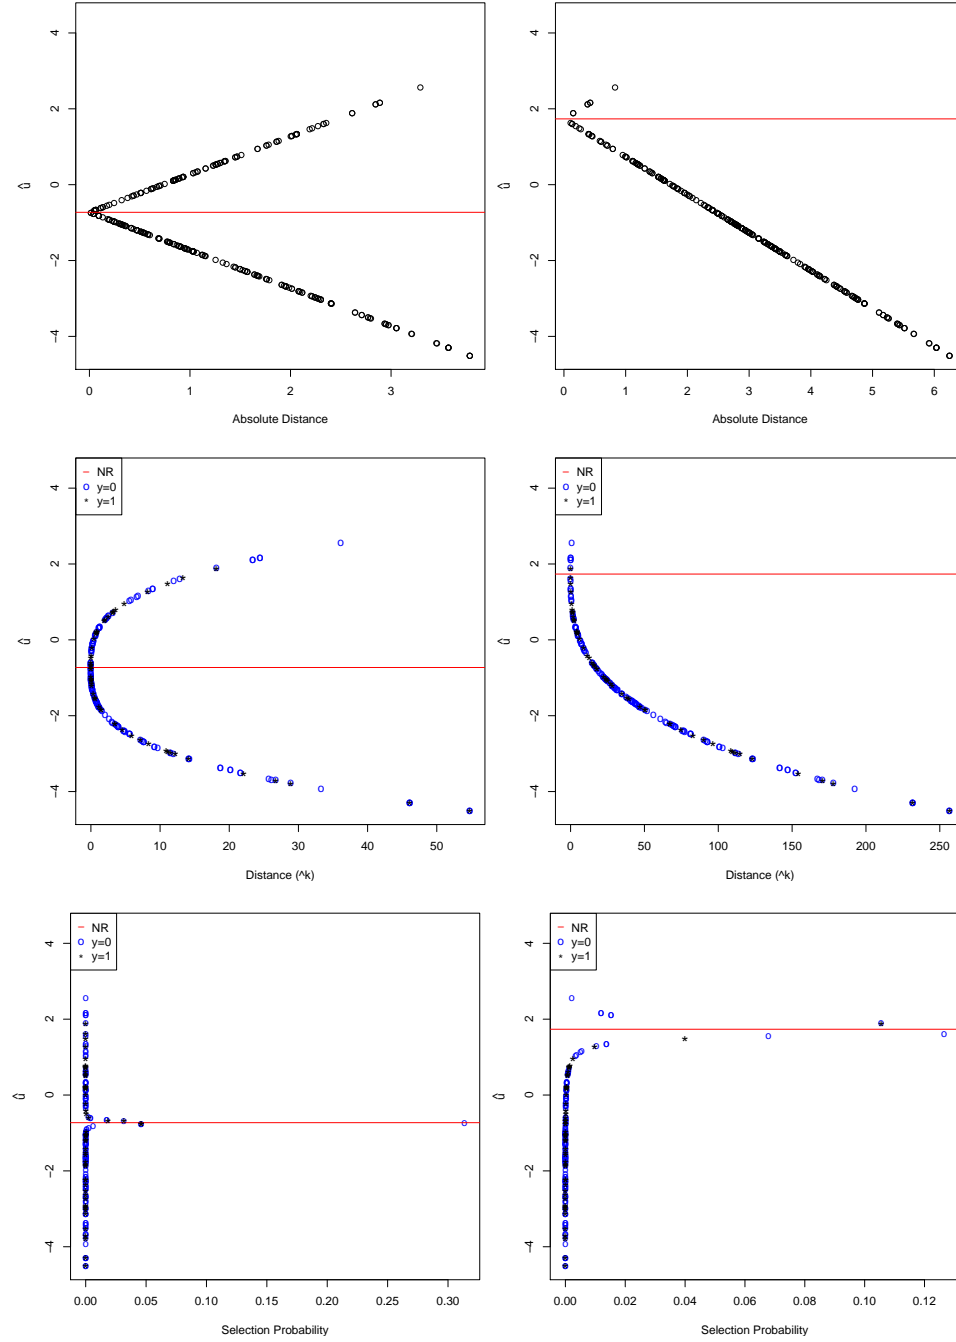 4
2
0
-2
-4
û
0 1 2 3
Absolute Distance
4
2
0
-2
-4
û
0 1 2 3 4 5 6
Absolute Distance
NR
y=0
y=1
4
2
0
-2
-4
û
0 10 20 30 40 50
Distance (^k)
NR
y=0
y=1
4
2
0
-2
-4
û
0 50 100 150 200 250
Distance (^k)
NR
y=0
y=1
4
2
0
-2
-4
û
0.00 0.05 0.10 0.15 0.20 0.25 0.30
Selection Probability
NR
y=0
y=1
4
2
0
-2
-4
û
0.00 0.02 0.04 0.06 0.08 0.10 0.12
Selection Probability